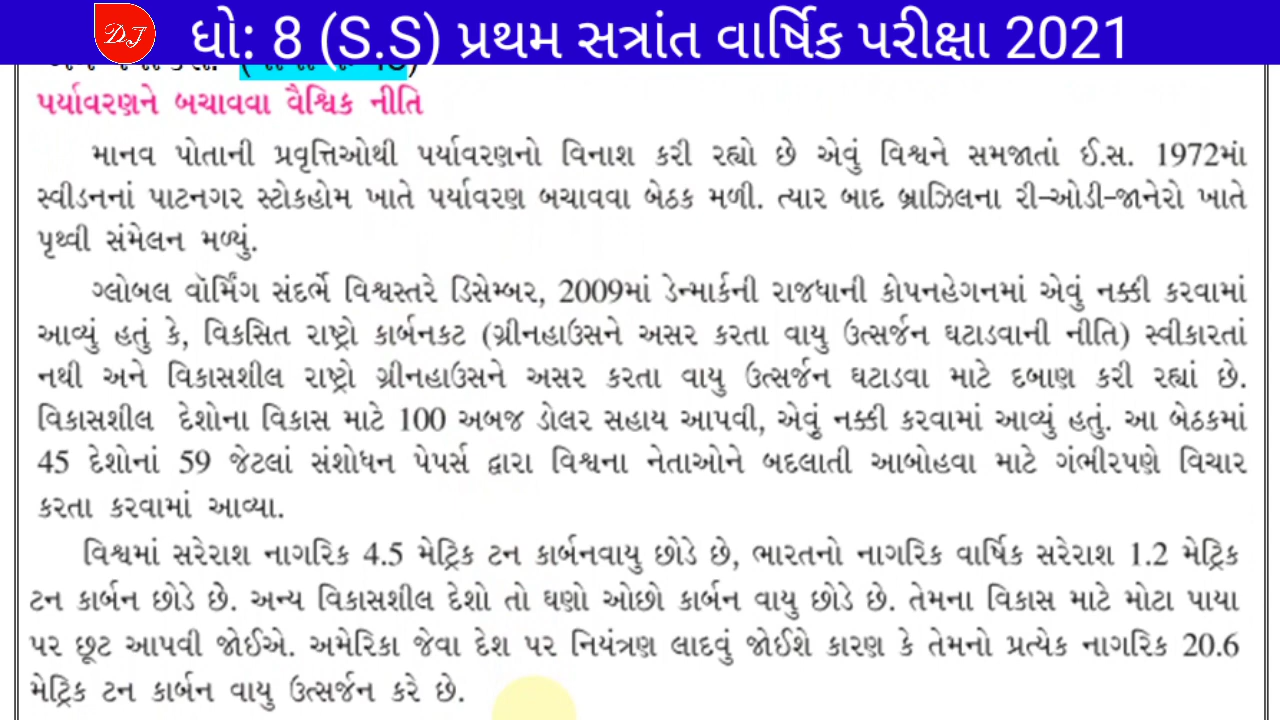 DJ
ધો: 8 (S.S) પ્રથમ સત્રાંત વાર્ષિક પરીક્ષા 2021
પર્યાવરણને બચાવવા વૈશ્વિક નીતિ
માનવ પોતાની પ્રવૃત્તિઓથી પર્યાવરણનો વિનાશ કરી રહ્યો છે એવું વિશ્વને સમજાતાં ઈ.સ. 1972માં
સ્વીડનનાં પાટનગર સ્ટોકહોમ ખાતે પર્યાવરણ બચાવવા બેઠક મળી. ત્યાર બાદ બ્રાઝિલના રી-ઓડી-જાનેરો ખાતે
પૃથ્વી સંમેલન મળ્યું.
ગ્લોબલ વૉર્મિંગ સંદર્ભે વિશ્વસ્તરે ડિસેમ્બર, 2009માં ડેન્માર્કની રાજધાની કોપનહેગનમાં એવું નક્કી કરવામાં
આવ્યું હતું કે, વિકસિત રાષ્ટ્રો કાર્બનકટ (ગ્રીનહાઉસને અસર કરતા વાયુ ઉત્સર્જન ઘટાડવાની નીતિ) સ્વીકારતાં
નથી અને વિકાસશીલ રાષ્ટ્રો ગ્રીનહાઉસને અસર કરતા વાયુ ઉત્સર્જન ઘટાડવા માટે દબાણ કરી રહ્યાં છે.
વિકાસશીલ દેશોના વિકાસ માટે 100 અબજ ડોલર સહાય આપવી, એવું નક્કી કરવામાં આવ્યું હતું. આ બેઠકમાં
45 દેશોનાં 59 જેટલાં સંશોધન પેપર્સ દ્વારા વિશ્વના નેતાઓને બદલાતી આબોહવા માટે ગંભીરપણે વિચાર
કરતા કરવામાં આવ્યા.
વિશ્વમાં સરેરાશ નાગરિક 4.5 મેટ્રિક ટન કાર્બનવાયુ છોડે છે, ભારતનો નાગરિક વાર્ષિક સરેરાશ 1.2 મેટ્રિક
ટન કાર્બન છોડે છે. અન્ય વિકાસશીલ દેશો તો ઘણો ઓછો કાર્બન વાયુ છોડે છે. તેમના વિકાસ માટે મોટા પાયા
પર છૂટ આપવી જોઈએ. અમેરિકા જેવા દેશ પર નિયંત્રણ લાદવું જોઈશે કારણ કે તેમનો પ્રત્યેક નાગરિક 20.6
મેટ્રિક ટન કાર્બન વાયુ ઉત્સર્જન કરે છે.